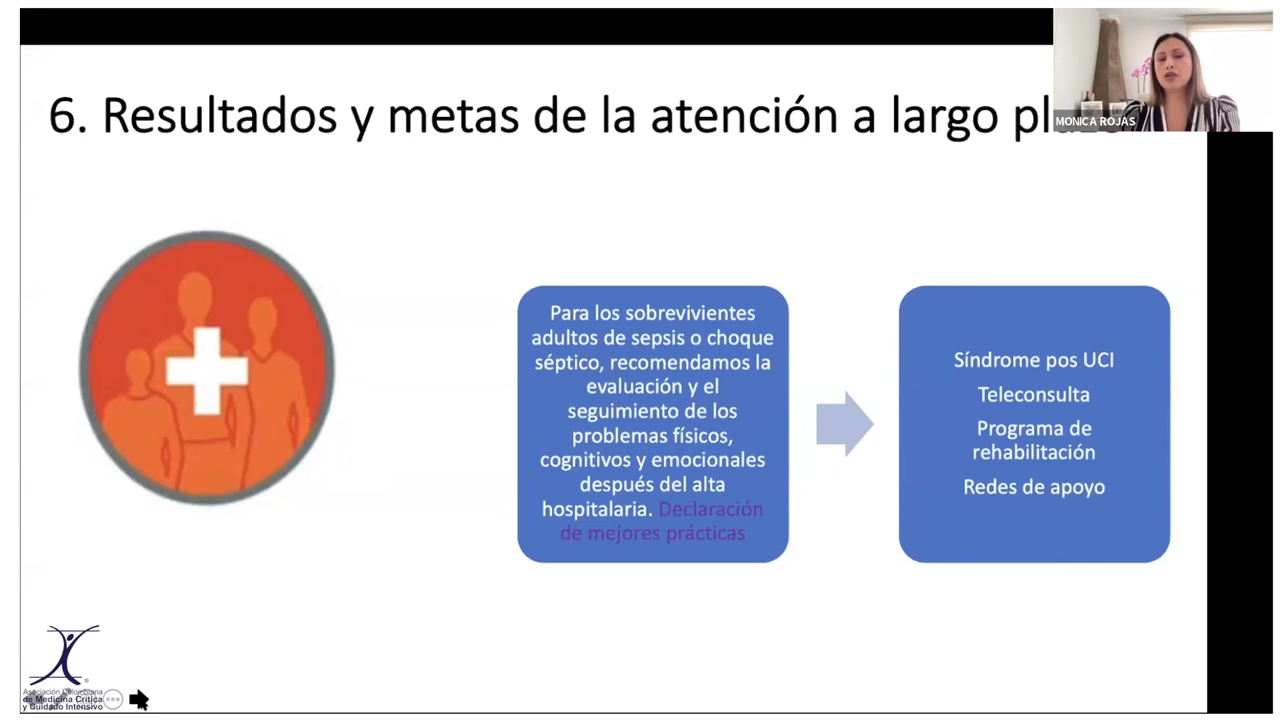 6. Resultados y metas de la atención a largo
MONICA ROJAS
Para los sobrevivientes
adultos de sepsis o choque
séptico, recomendamos la
evaluación y el
seguimiento de los
problemas físicos,
cognitivos y emocionales
después del alta
hospitalaria. Declaración
de mejores prácticas
Síndrome pos UCI
Teleconsulta
Programa de
rehabilitación
Redes de apoyo
Asociación Colombiana
de Medicina Crítica
y Cuidado Intensivo